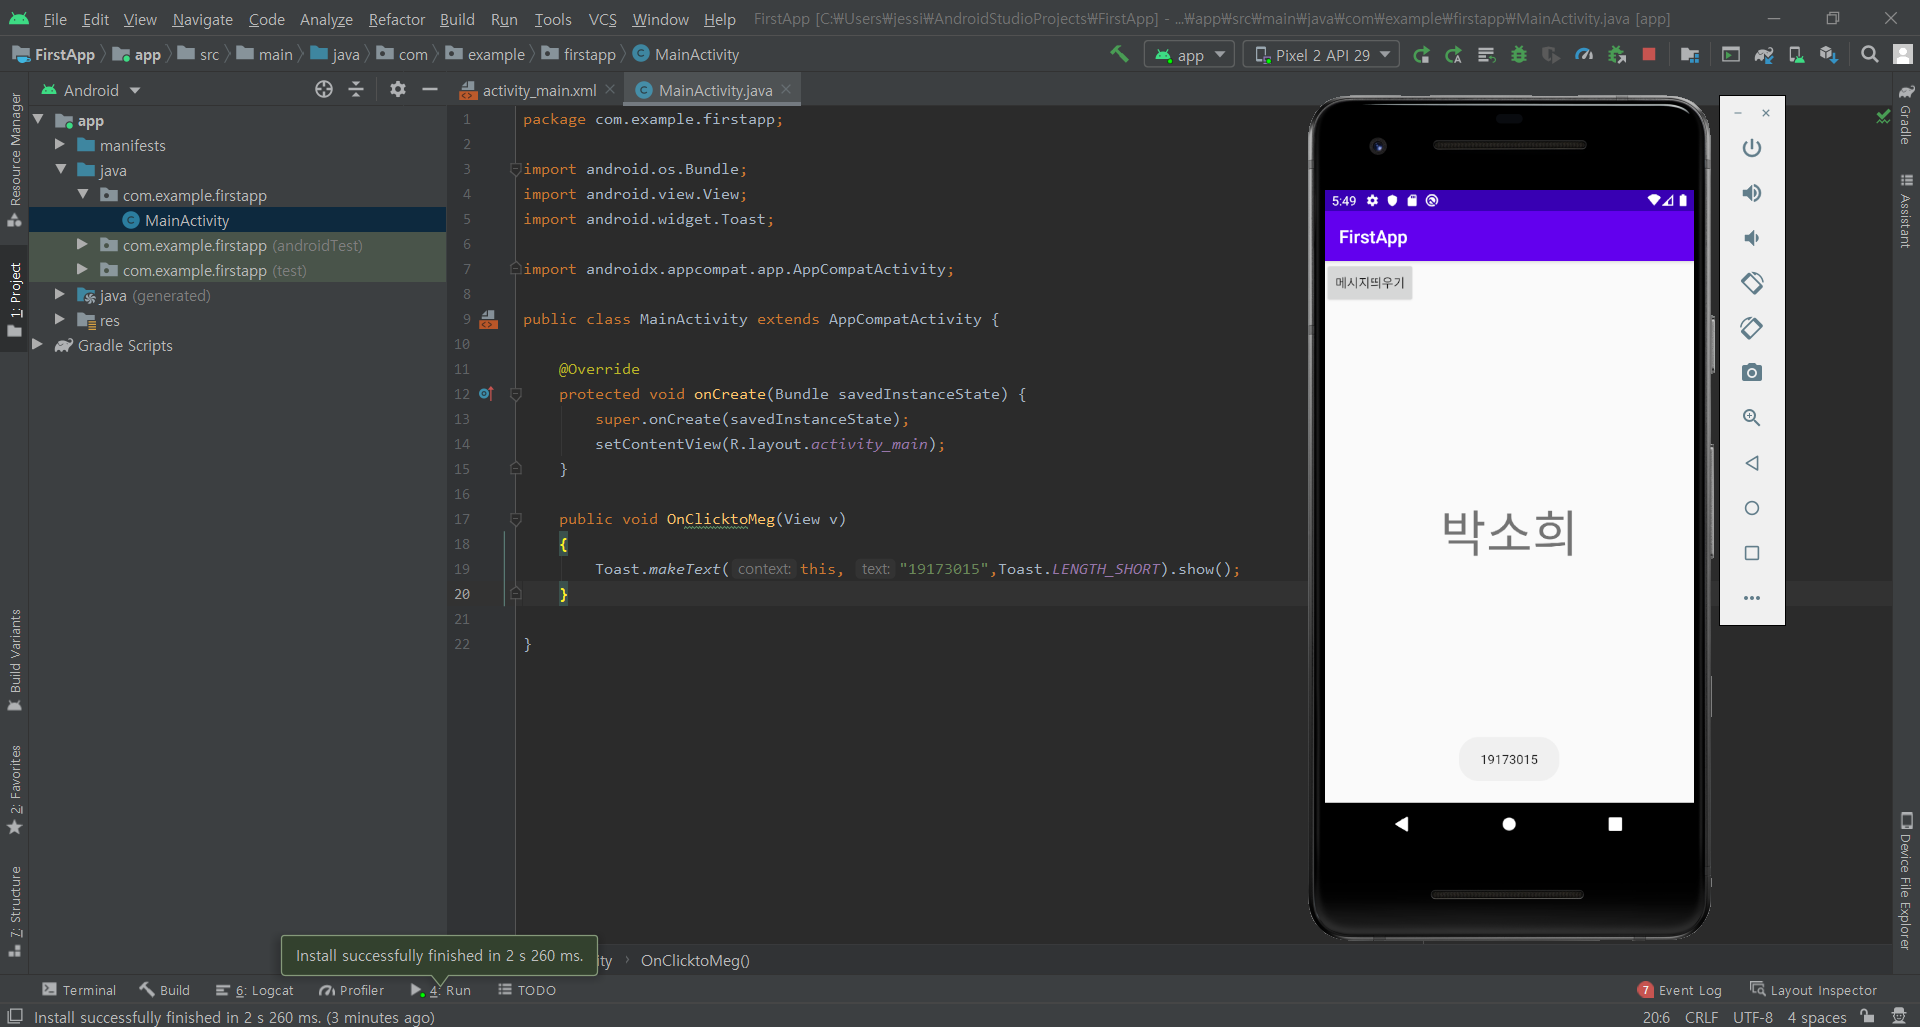 File Edit View Navigate Code Analyze Refactor Build Run Tools VCS Window Help FirstApp [C:₩Users₩jessi₩AndroidStudioProjects₩FirstApp] - ...₩app₩src₩main₩java₩com₩example₩firstapp₩MainActivity.java [app]
FirstApp app src main java com example firstapp MainActivity app Pixel 2 API 29
Android
activity_main.xml MainActivity.java
Resource Manager
1: Project
Build Variants
2: Favorites
7: Structure
app
manifests
java
com.example.firstapp
MainActivity
com.example.firstapp (androidTest)
com.example.firstapp (test)
java (generated)
res
Gradle Scripts
1 package com.example.firstapp;
2
3 import android.os.Bundle;
4 import android.view.View;
5 import android.widget.Toast;
6
7 import androidx.appcompat.app.AppCompatActivity;
8
9 public class MainActivity extends AppCompatActivity {
10
11 @Override
12 protected void onCreate(Bundle savedInstanceState) {
13 super.onCreate(savedInstanceState);
14 setContentView(R.layout.activity_main);
15 }
16
17 public void OnClicktoMeg(View v)
18 {
19 Toast.makeText( context: this, text: "19173015",Toast.LENGTH_SHORT).show();
20 }
21
22 }
5:49
FirstApp
메시지띄우기
박소희
19173015
Gradle
Assistant
Device File Explorer
Install successfully finished in 2 s 260 ms.
ity OnClicktoMeg()
Terminal Build 6: Logcat Profiler 4: Run TODO 7 Event Log Layout Inspector
Install successfully finished in 2 s 260 ms. (3 minutes ago) 20:6 CRLF UTF-8 4 spaces